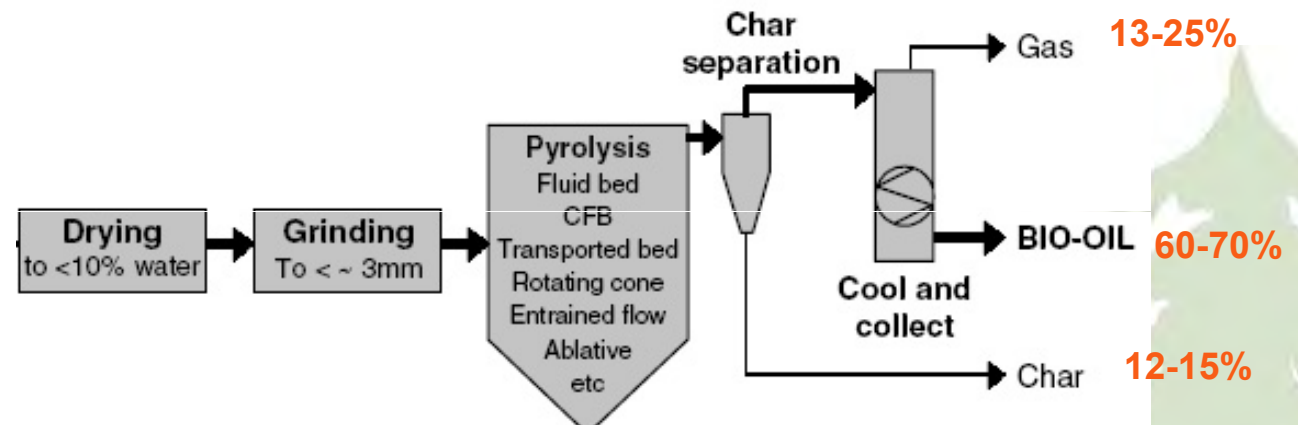 Drying
to <10% water
Grinding
To < ~ 3mm
Pyrolysis
Fluid bed
CFB
Transported bed
Rotating cone
Entrained flow
Ablative
etc
Char
separation
Cool and
collect
Gas 13-25%
BIO-OIL 60-70%
Char 12-15%